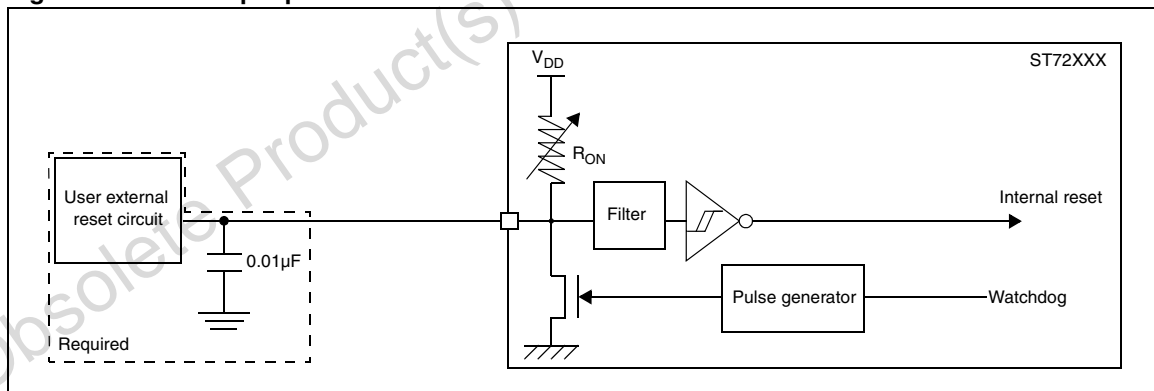 ST72XXX
VDD
RON
User external
reset circuit
Filter
Internal reset
0.01µF
Pulse generator
Watchdog
Required
Obsolete Product(s)